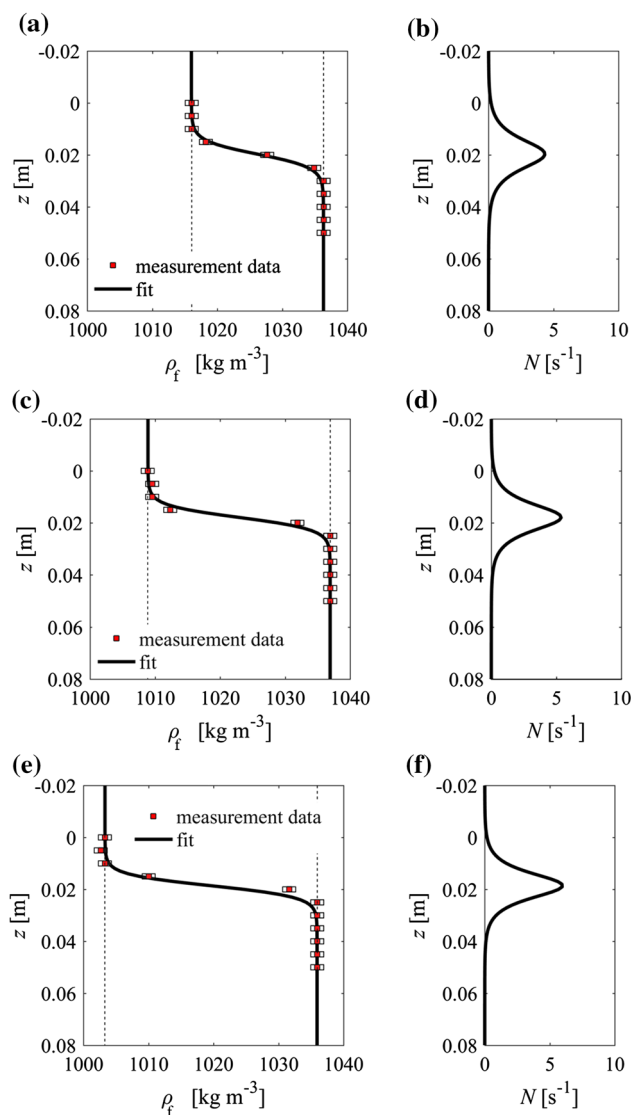 (a)
-0.02
0
0.02
0.04
0.06
0.08
z [m]
measurement data
fit
1000 1010 1020 1030 1040
ρf [kg m-3]
(b)
-0.02
0
0.02
0.04
0.06
0.08
z [m]
0 5 10
N [s-1]
(c)
-0.02
0
0.02
0.04
0.06
0.08
z [m]
measurement data
fit
1000 1010 1020 1030 1040
ρf [kg m-3]
(d)
-0.02
0
0.02
0.04
0.06
0.08
z [m]
0 5 10
N [s-1]
(e)
-0.02
0
0.02
0.04
0.06
0.08
z [m]
measurement data
fit
1000 1010 1020 1030 1040
ρf [kg m-3]
(f)
-0.02
0
0.02
0.04
0.06
0.08
z [m]
0 5 10
N [s-1]